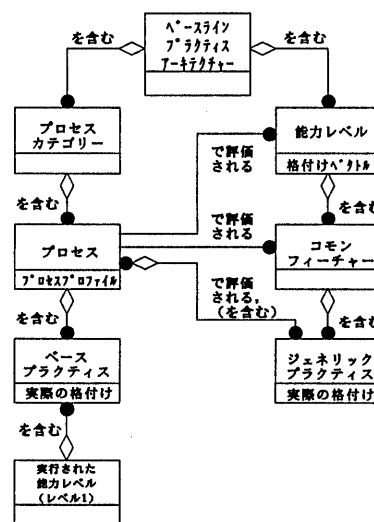 ベースライン
プラクティス
アーキテクチャー
を含む
を含む
プロセス
カテゴリー
能力レベル
格付けベクトル
で評価
される
を含む
を含む
プロセス
プロセスプロファイル
で評価
される
コモン
フィーチャー
で評価
される,
(を含む)
を含む
を含む
ベース
プラクティス
実際の格付け
ジェネリック
プラクティス
実際の格付け
を含む
実行された
能力レベル
(レベル1)